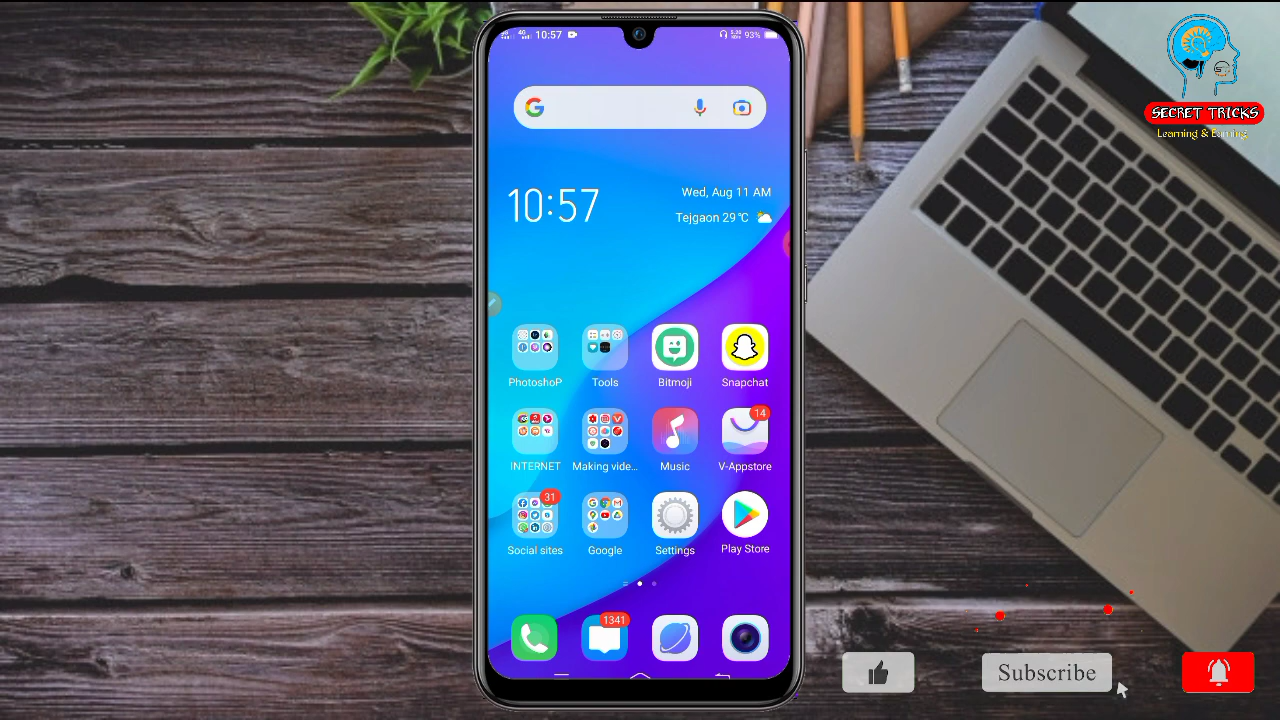 10:57
93%
10:57
Wed, Aug 11 AM
Tejgaon 29°C
PhotoshoP
Tools
Bitmoji
Snapchat
14
INTERNET
Making vide...
Music
V-Appstore
31
Social sites
Google
Settings
Play Store
1341
SECRET TRICKS
Learning & Earning
Subscribe